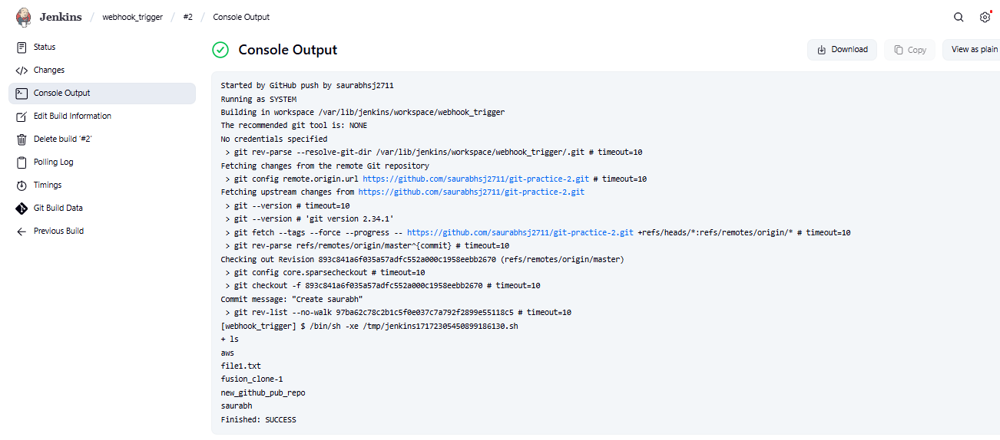 Jenkins / webhook_trigger / #2 / Console Output
Status
Changes
Console Output
Edit Build Information
Delete build '#2'
Polling Log
Timings
Git Build Data
Previous Build
Console Output
Download
Copy
View as plain
Started by GitHub push by saurabhsj2711
Running as SYSTEM
Building in workspace /var/lib/jenkins/workspace/webhook_trigger
The recommended git tool is: NONE
No credentials specified
> git rev-parse --resolve-git-dir /var/lib/jenkins/workspace/webhook_trigger/.git # timeout=10
Fetching changes from the remote Git repository
> git config remote.origin.url https://github.com/saurabhsj2711/git-practice-2.git # timeout=10
Fetching upstream changes from https://github.com/saurabhsj2711/git-practice-2.git
> git --version # timeout=10
> git --version # 'git version 2.34.1'
> git fetch --tags --force --progress -- https://github.com/saurabhsj2711/git-practice-2.git +refs/heads/*:refs/remotes/origin/* # timeout=10
> git rev-parse refs/remotes/origin/master^{commit} # timeout=10
Checking out Revision 893c841a6f035a57adfc552a000c1958eebb2670 (refs/remotes/origin/master)
> git config core.sparsecheckout # timeout=10
> git checkout -f 893c841a6f035a57adfc552a000c1958eebb2670 # timeout=10
Commit message: "Create saurabh"
> git rev-list --no-walk 97ba62c78c2b1c5f0e037c7a792f2899e55118c5 # timeout=10
[webhook_trigger] $ /bin/sh -xe /tmp/jenkins17172305450899186130.sh
+ ls
aws
file1.txt
fusion_clone-1
new_github_pub_repo
saurabh
Finished: SUCCESS